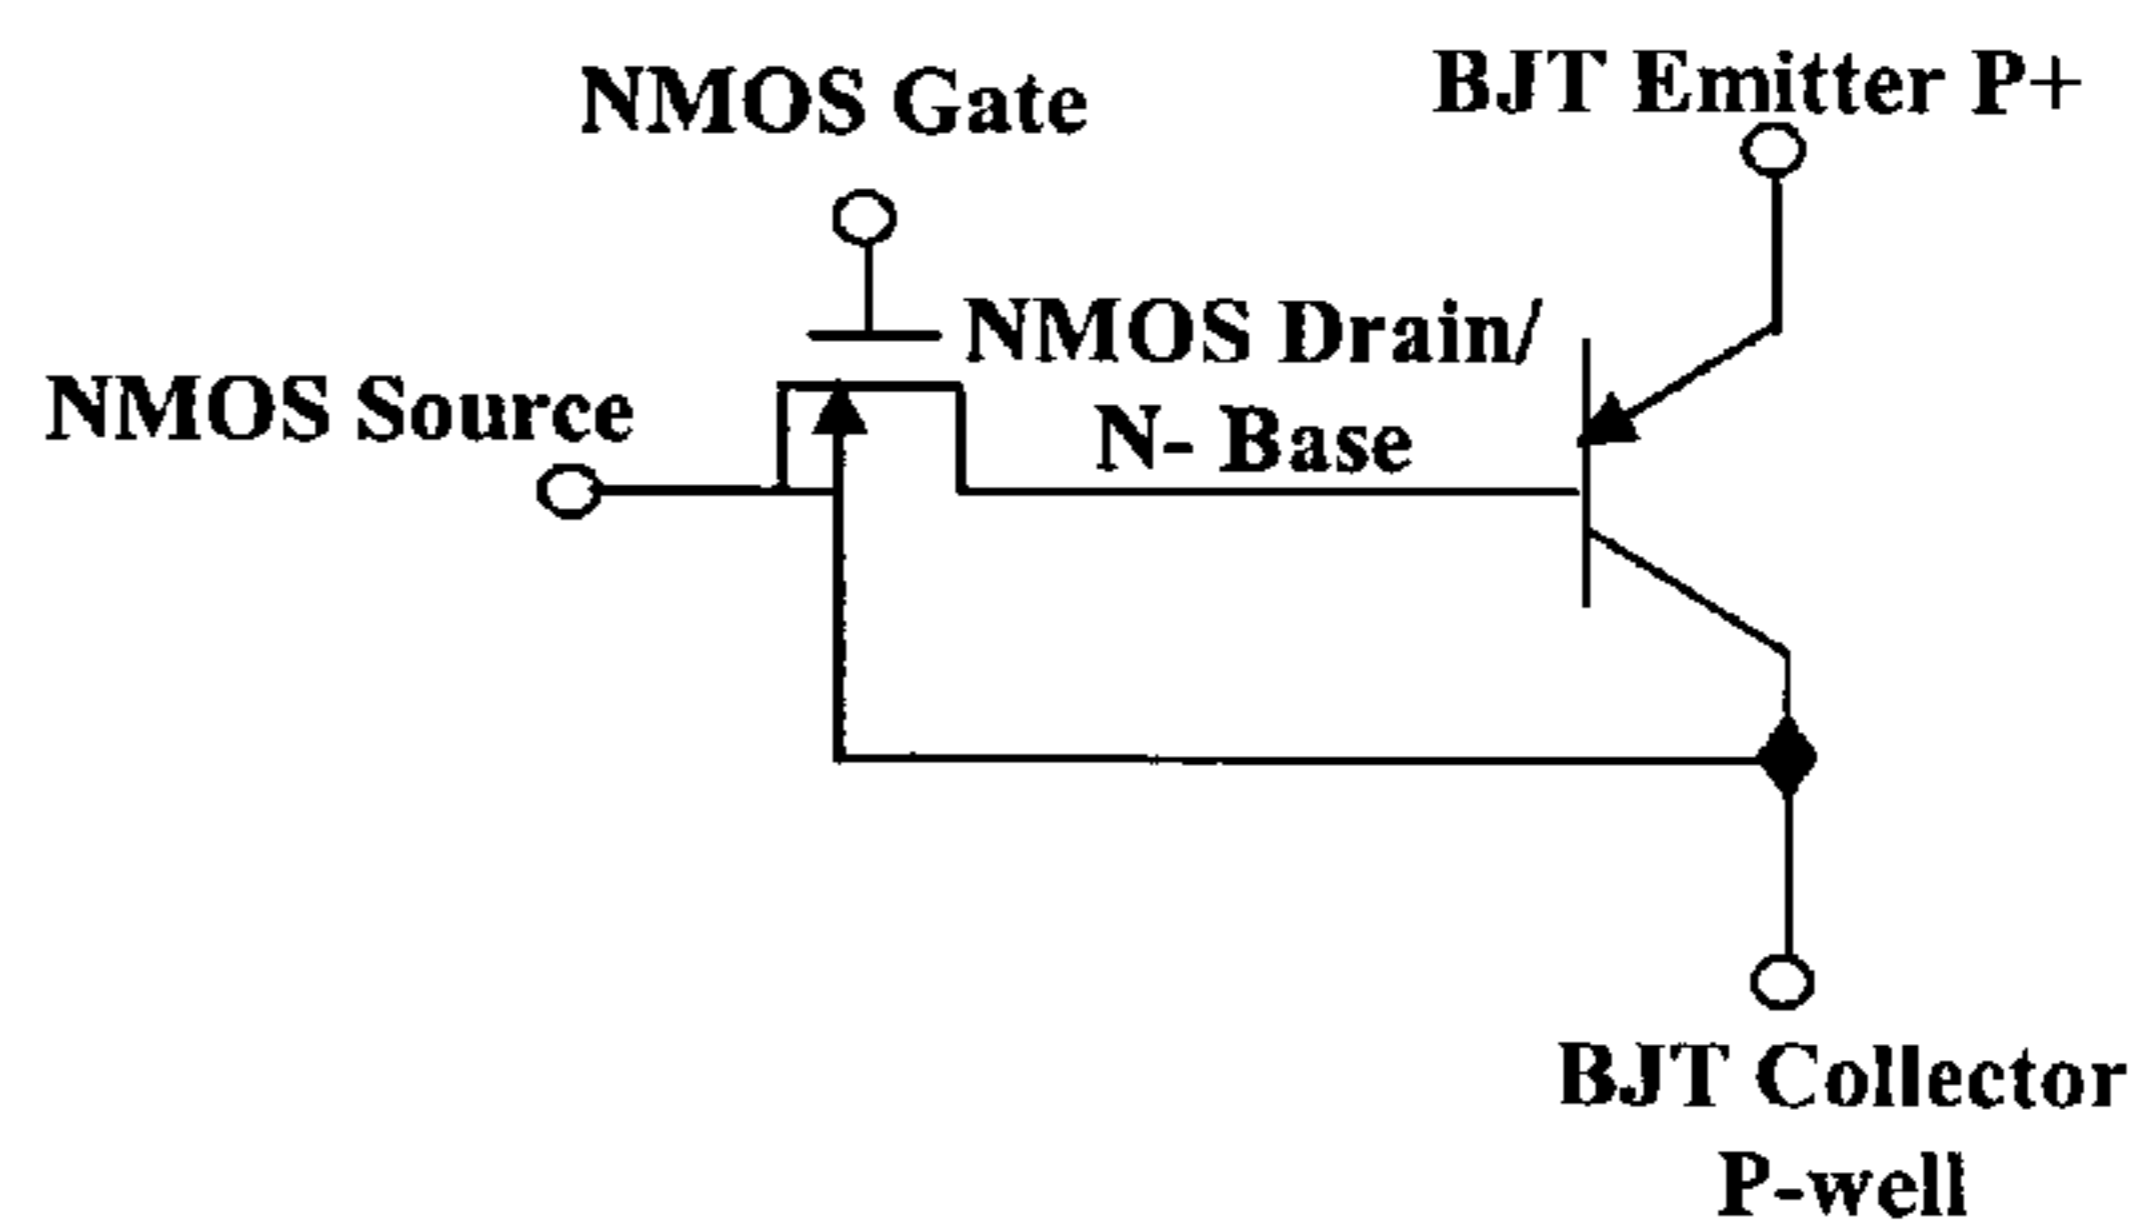 BJT Emitter P+
NMOS Gate
NMOS Drain/
N- Base
NMOS Source
BJT Collector
P-well